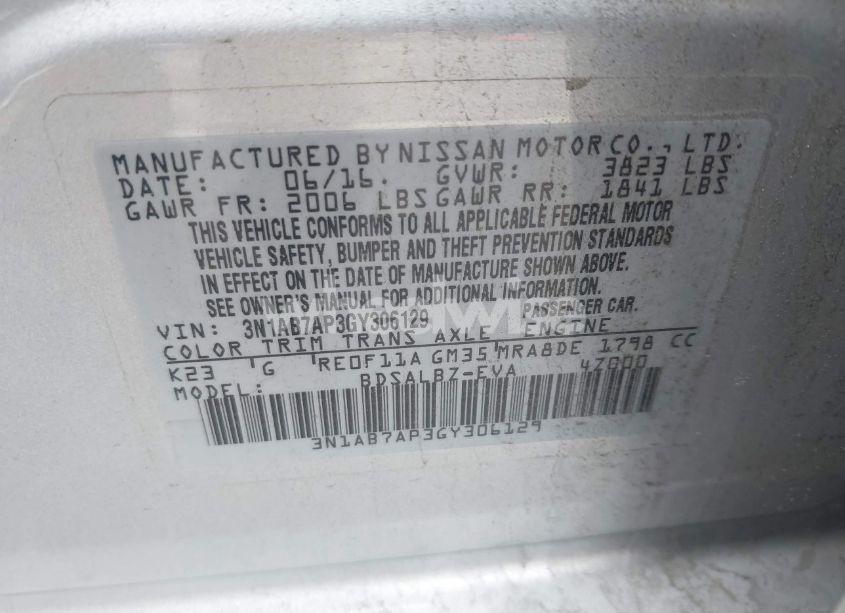 MANUFACTURED BY NISSAN MOTOR CO., LTD.
DATE: 06/16. GVWR: 3823 LBS
GAWR FR: 2006 LBS GAWR RR: 1841 LBS
THIS VEHICLE CONFORMS TO ALL APPLICABLE FEDERAL MOTOR
VEHICLE SAFETY, BUMPER AND THEFT PREVENTION STANDARDS
IN EFFECT ON THE DATE OF MANUFACTURE SHOWN ABOVE.
SEE OWNER'S MANUAL FOR ADDITIONAL INFORMATION.
VIN: 3N1AB7AP3GY306129 PASSENGER CAR.
COLOR TRIM TRANS AXLE ENGINE
K23 G RE0F11A GM35 MRA8DE 1798 CC
MODEL: BDSALBZ-EVA 4Z000
3N1AB7AP3GY306129